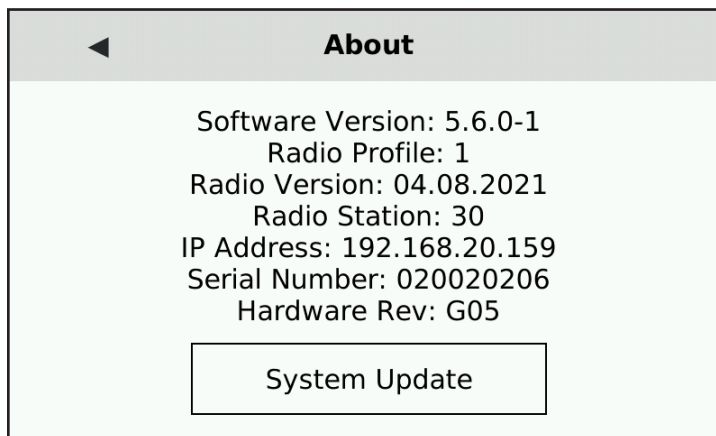 About
Software Version: 5.6.0-1
Radio Profile: 1
Radio Version: 04.08.2021
Radio Station: 30
IP Address: 192.168.20.159
Serial Number: 020020206
Hardware Rev: G05
System Update